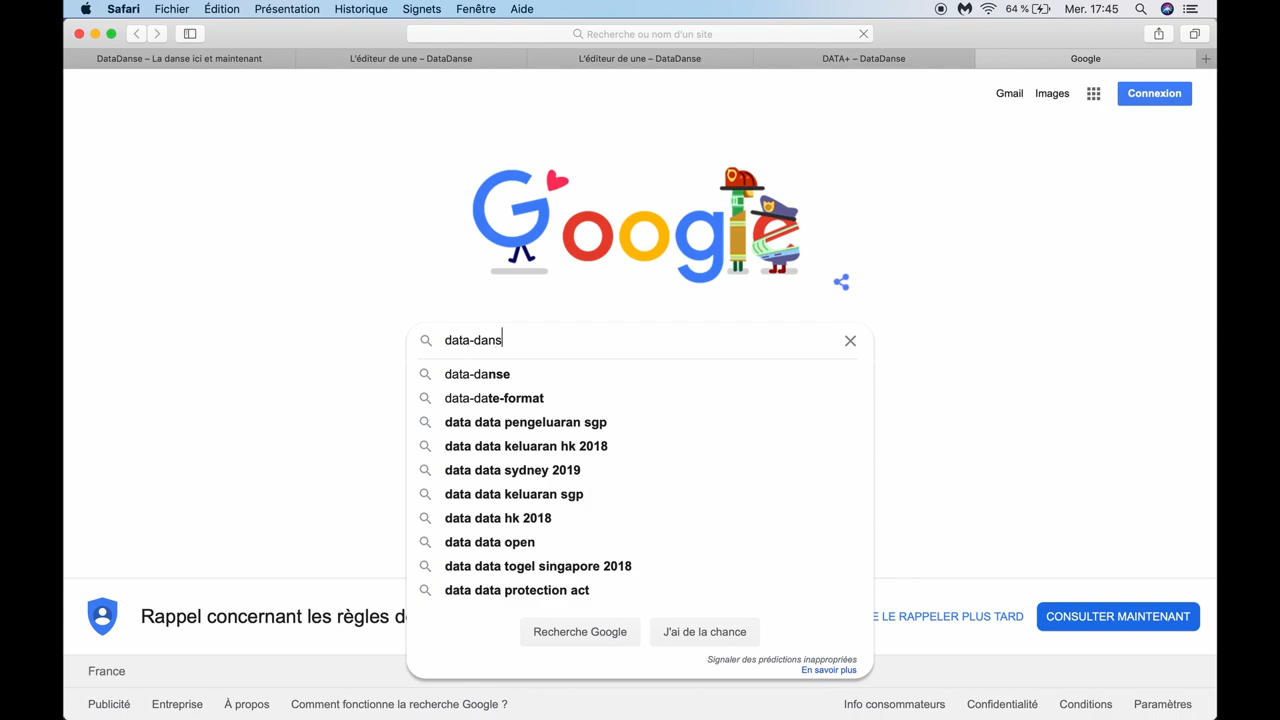 Safari Fichier Édition Présentation Historique Signets Fenêtre Aide 64 % Mer. 17:45
Recherche ou nom d'un site
DataDanse – La danse ici et maintenant L'éditeur de une – DataDanse L'éditeur de une – DataDanse DATA+ – DataDanse Google
Gmail Images Connexion
Google
data-dans
data-danse
data-date-format
data data pengeluaran sgp
data data keluaran hk 2018
data data sydney 2019
data data keluaran sgp
data data hk 2018
data data open
data data togel singapore 2018
data data protection act
Rappel concernant les règles de E LE RAPPELER PLUS TARD CONSULTER MAINTENANT
Recherche Google J'ai de la chance
Signaler des prédictions inappropriées
En savoir plus
France
Publicité Entreprise À propos Comment fonctionne la recherche Google ? Info consommateurs Confidentialité Conditions Paramètres